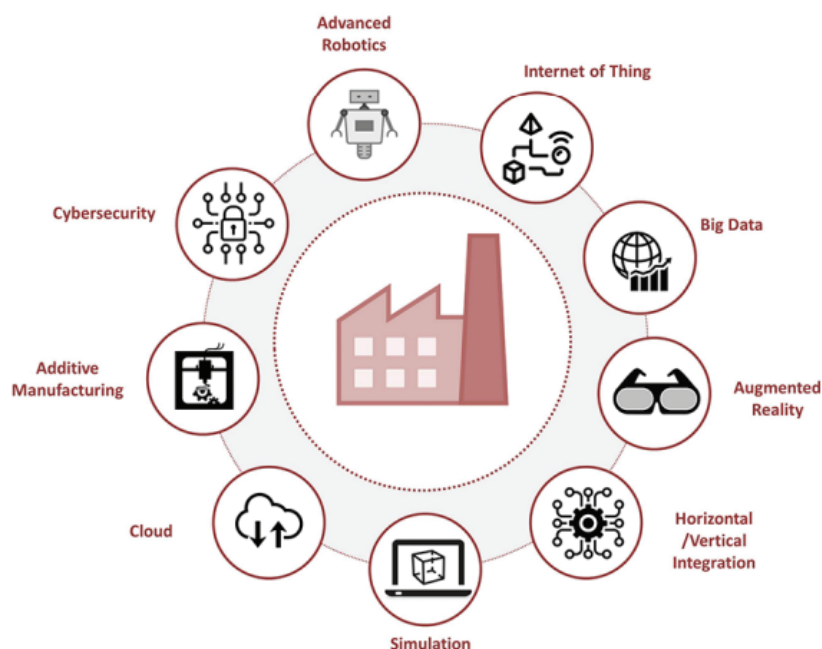 Advanced
Robotics
Internet of Thing
Cybersecurity
Big Data
Additive
Manufacturing
Augmented
Reality
Cloud
Horizontal
/Vertical
Integration
Simulation